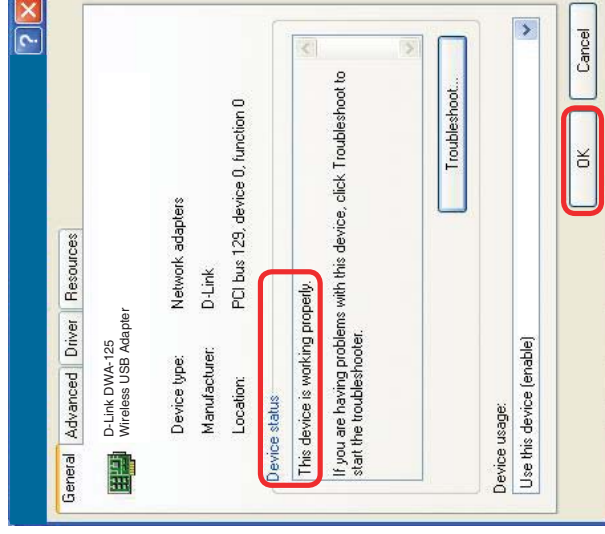 General
Advanced
Driver
Resources
D-Link DWA-125
Wireless USB Adapter
Device type: Network adapters
Manufacturer: D-Link
Location: PCI bus 129, device 0, function 0
Device status
This device is working properly.
If you are having problems with this device, click Troubleshoot to
start the troubleshooter.
Troubleshoot...
Device usage:
Use this device (enable)
OK
Cancel